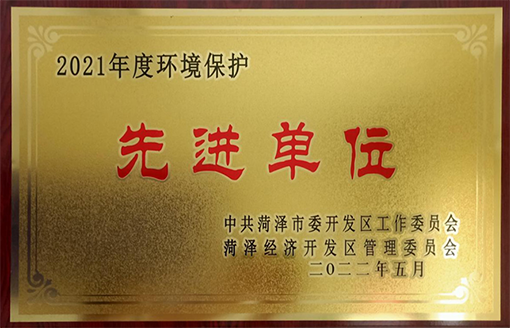 2021年度环境保护
先进单位
中共菏泽市委开发区工作委员会
菏泽经济开发区管理委员会
二〇二二年五月